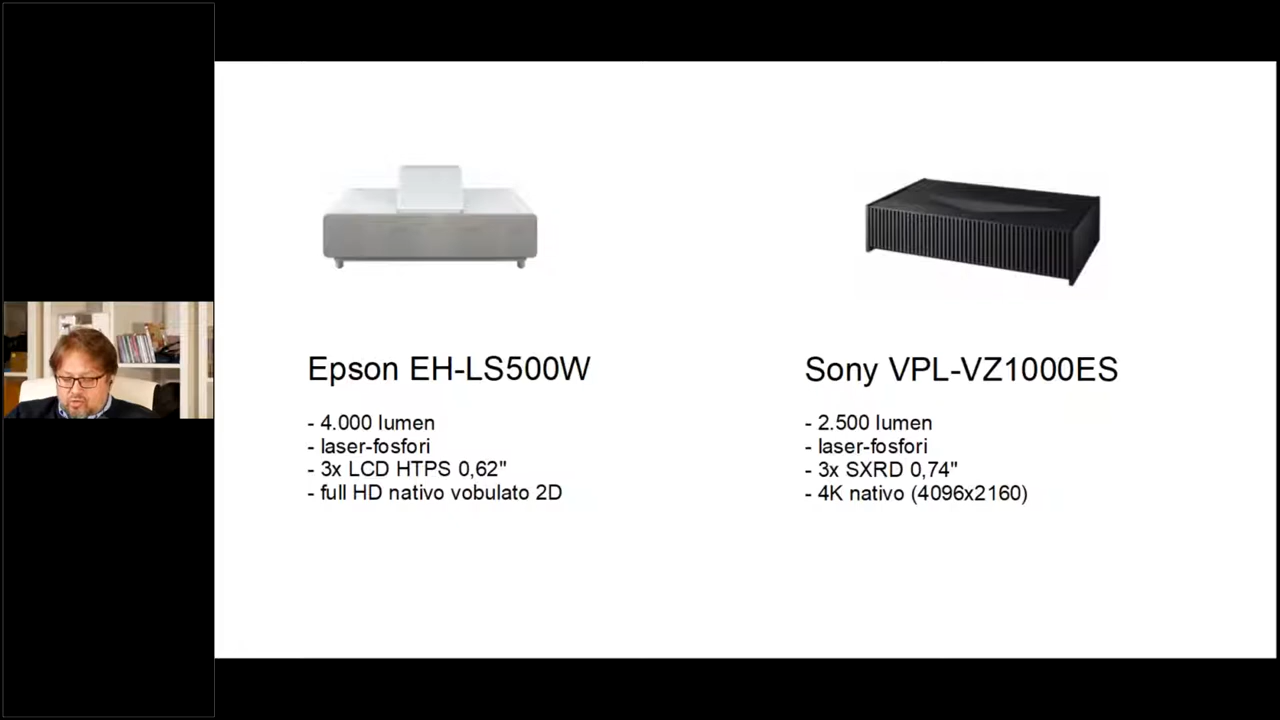 Epson EH-LS500W
- 4.000 lumen
- laser-fosfori
- 3x LCD HTPS 0,62"
- full HD nativo vobulato 2D
Sony VPL-VZ1000ES
- 2.500 lumen
- laser-fosfori
- 3x SXRD 0,74"
- 4K nativo (4096x2160)